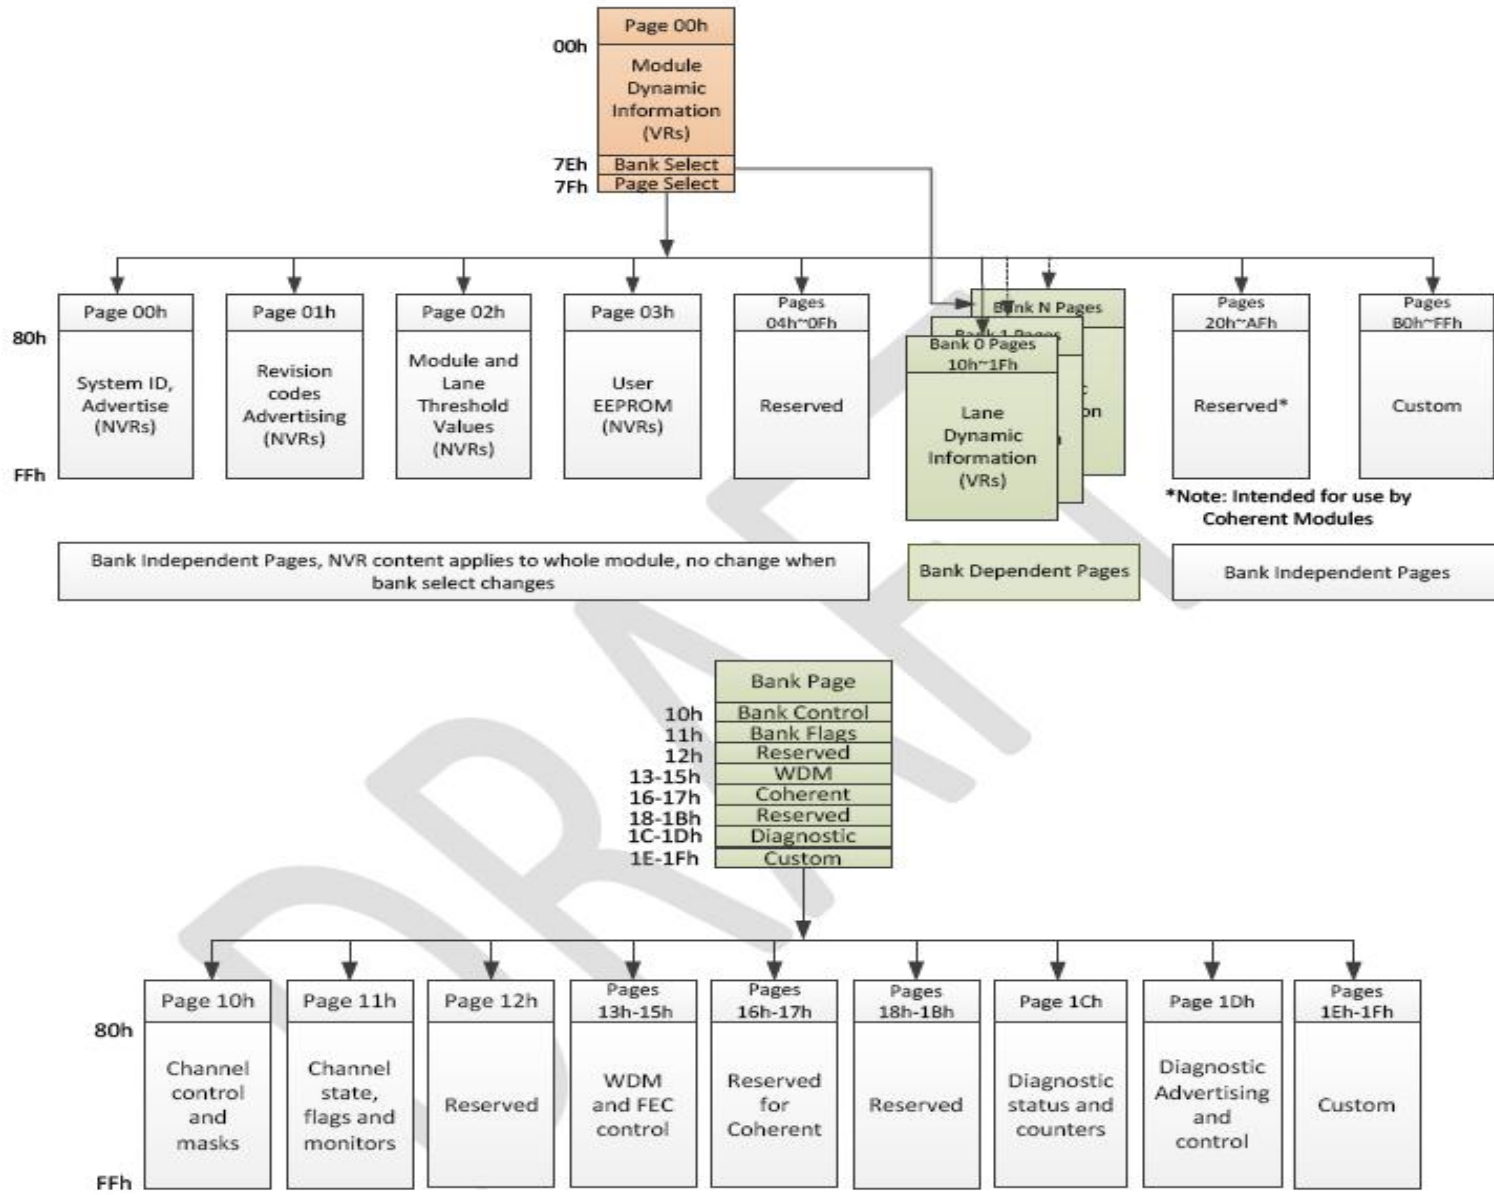 Page 00h
00h
Module
Dynamic
Information
(VRs)
7Eh
Bank Select
7Fh
Page Select
Page 00h
Page 01h
Page 02h
Page 03h
Pages
04h~0Fh
Bank N Pages
Bank 1 Pages
Bank 0 Pages
10h~1Fh
Pages
20h~AFh
Pages
B0h~FFh
80h
System ID,
Advertise
(NVRs)
Revision
codes
Advertising
(NVRs)
Module and
Lane
Threshold
Values
(NVRs)
User
EEPROM
(NVRs)
Reserved
Lane
Dynamic
Information
(VRs)
Reserved*
Custom
FFh
*Note: Intended for use by
Coherent Modules
Bank Independent Pages, NVR content applies to whole module, no change when
bank select changes
Bank Dependent Pages
Bank Independent Pages
Bank Page
10h
Bank Control
11h
Bank Flags
12h
Reserved
13-15h
WDM
16-17h
Coherent
18-1Bh
Reserved
1C-1Dh
Diagnostic
1E-1Fh
Custom
Page 10h
Page 11h
Page 12h
Pages
13h-15h
Pages
16h-17h
Pages
18h-1Bh
Page 1Ch
Page 1Dh
Pages
1Eh-1Fh
80h
Channel
control
and
masks
Channel
state,
flags and
monitors
Reserved
WDM
and FEC
control
Reserved
for
Coherent
Reserved
Diagnostic
status and
counters
Diagnostic
Advertising
and
control
Custom
FFh
DRAFT